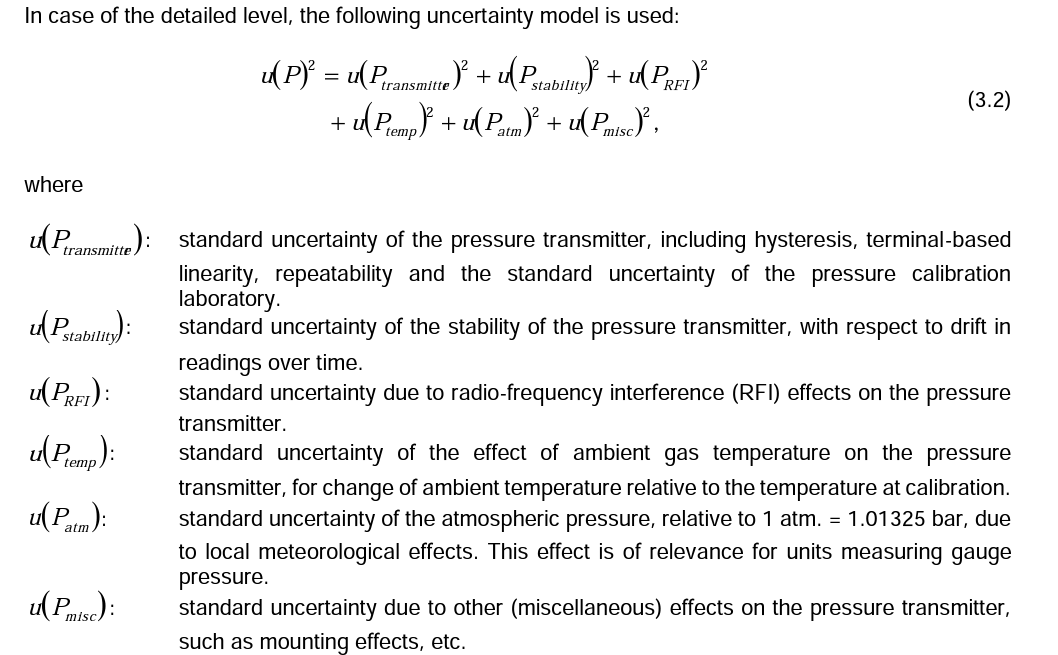 In case of the detailed level, the following uncertainty model is used:
u(P)² = u(P_transmitte_r)² + u(P_stability)² + u(P_RFI)²
(3.2)
+ u(P_temp)² + u(P_atm)² + u(P_misc)²,
where
u(P_transmitte_r): standard uncertainty of the pressure transmitter, including hysteresis, terminal-based
linearity, repeatability and the standard uncertainty of the pressure calibration
laboratory.
u(P_stability): standard uncertainty of the stability of the pressure transmitter, with respect to drift in
readings over time.
u(P_RFI): standard uncertainty due to radio-frequency interference (RFI) effects on the pressure
transmitter.
u(P_temp): standard uncertainty of the effect of ambient gas temperature on the pressure
transmitter, for change of ambient temperature relative to the temperature at calibration.
u(P_atm): standard uncertainty of the atmospheric pressure, relative to 1 atm. = 1.01325 bar, due
to local meteorological effects. This effect is of relevance for units measuring gauge
pressure.
u(P_misc): standard uncertainty due to other (miscellaneous) effects on the pressure transmitter,
such as mounting effects, etc.